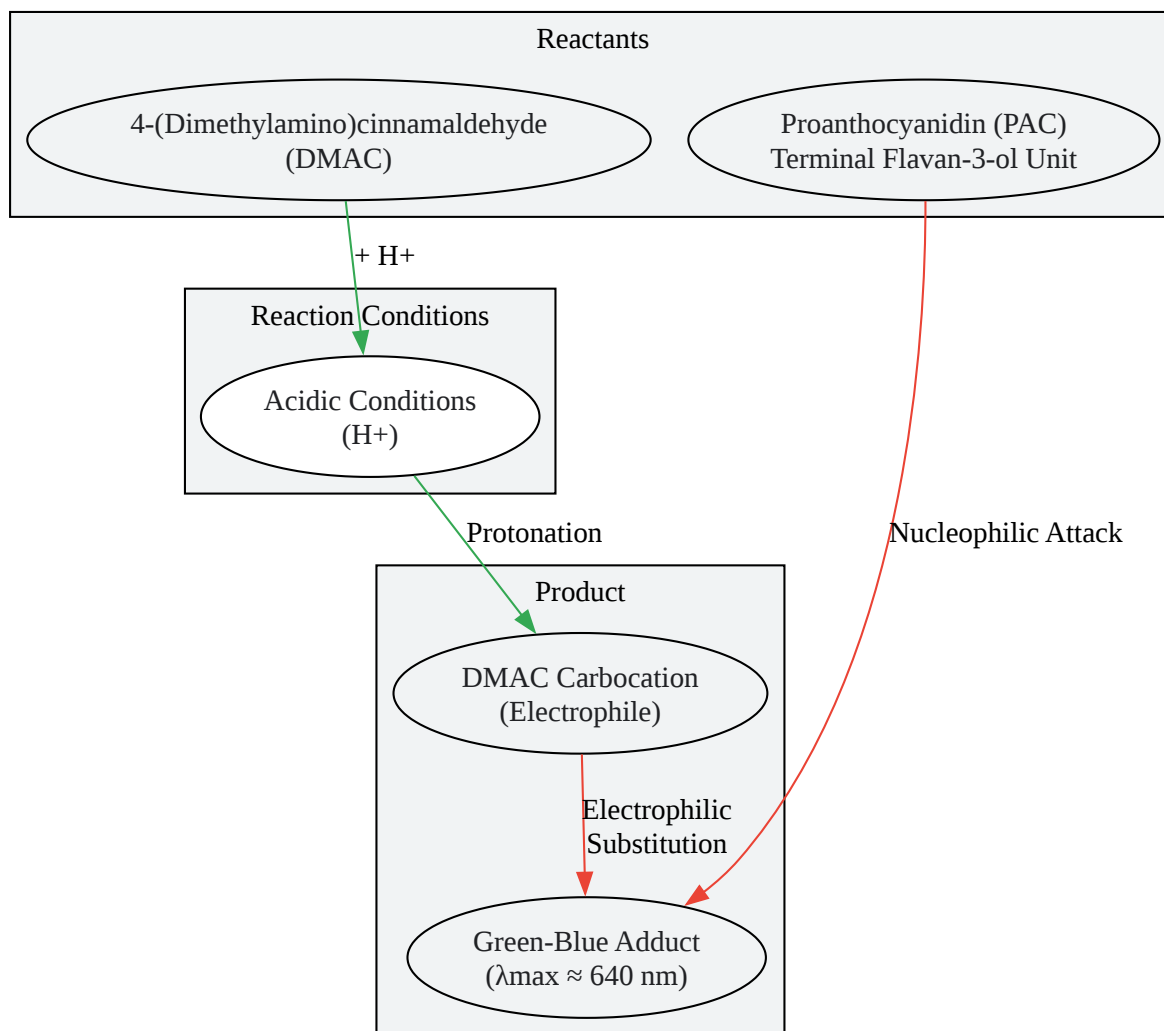 Reactants
4-(Dimethylamino)cinnamaldehyde
(DMAC)
Proanthocyanidin (PAC)
Terminal Flavan-3-ol Unit
+ H+
Reaction Conditions
Acidic Conditions
(H+)
Protonation
Nucleophilic Attack
Product
DMAC Carbocation
(Electrophile)
Electrophilic
Substitution
Green-Blue Adduct
(λmax ≈ 640 nm)